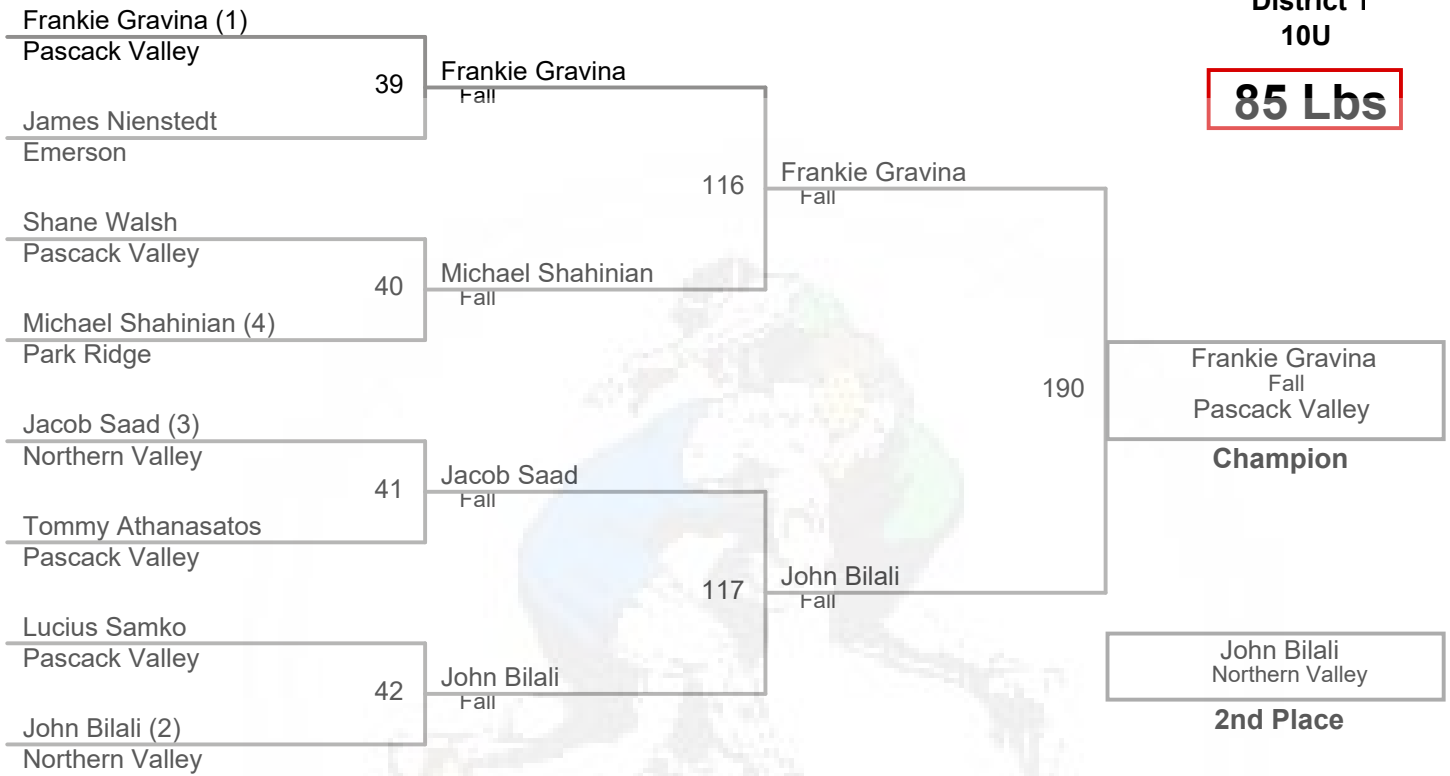 District 1
10U
85 Lbs
Frankie Gravina (1)
Pascack Valley
39
James Nienstedt
Emerson
Shane Walsh
Pascack Valley
40
Michael Shahinian (4)
Park Ridge
Jacob Saad (3)
Northern Valley
41
Tommy Athanasatos
Pascack Valley
Lucius Samko
Pascack Valley
42
John Bilali (2)
Northern Valley
Frankie Gravina
Fall
116
Michael Shahinian
Fall
Jacob Saad
Fall
117
John Bilali
Fall
Frankie Gravina
Fall
190
John Bilali
Fall
Frankie Gravina
Fall
Pascack Valley
Champion
John Bilali
Northern Valley
2nd Place